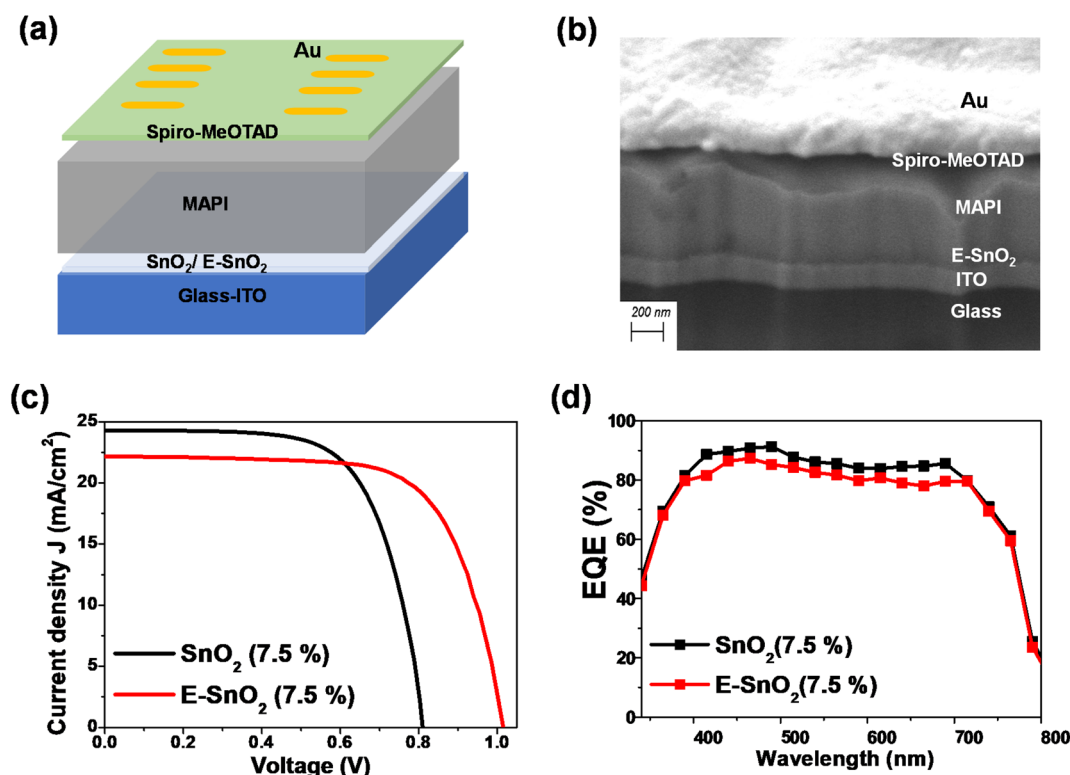 (a)
Au
Spiro-MeOTAD
MAPI
SnO₂/ E-SnO₂
Glass-ITO
(b)
Au
Spiro-MeOTAD
MAPI
E-SnO₂
ITO
Glass
200 nm
(c)
Current density J (mA/cm²)
25
20
15
10
5
0
SnO₂ (7.5 %)
E-SnO₂ (7.5 %)
0.0 0.2 0.4 0.6 0.8 1.0
Voltage (V)
(d)
EQE (%)
100
80
60
40
20
0
SnO₂(7.5 %)
E-SnO₂(7.5 %)
400 500 600 700 800
Wavelength (nm)